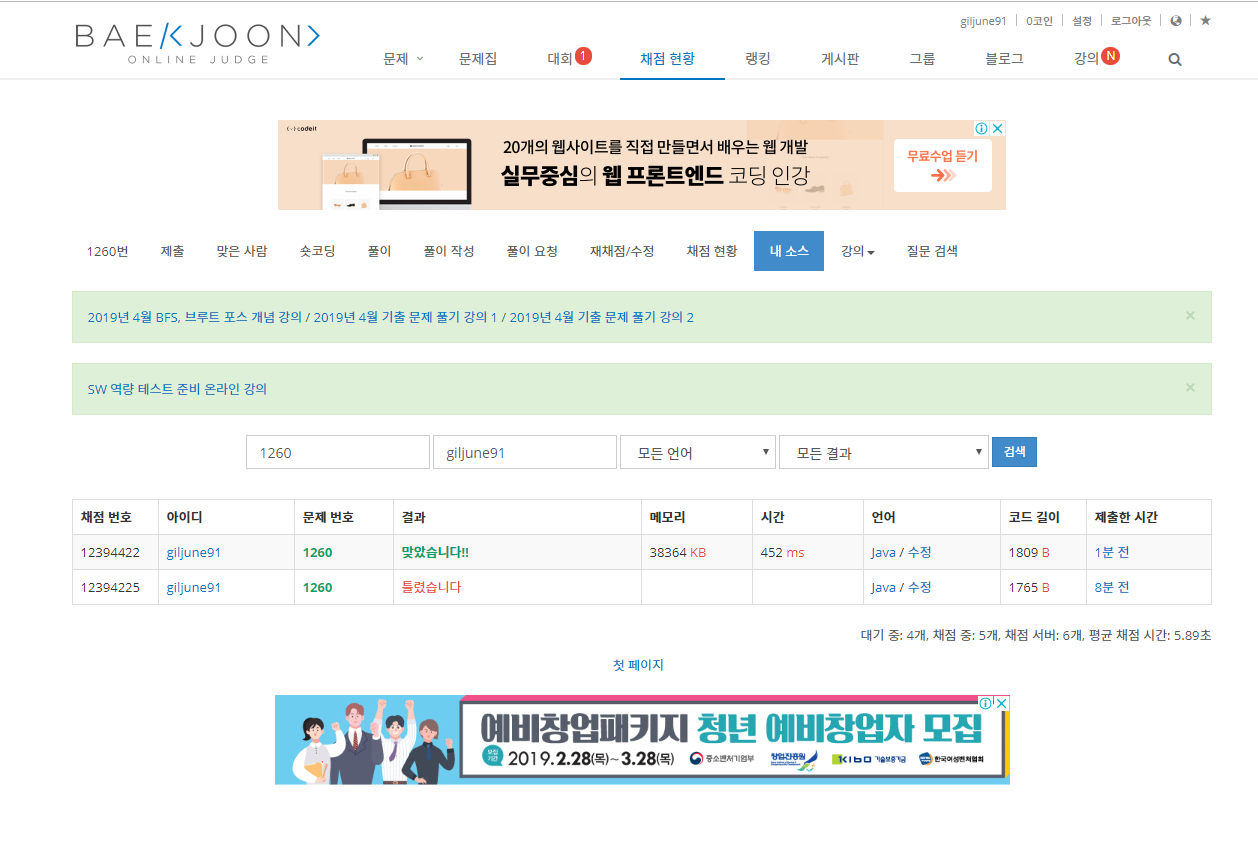 giljune91 0코인 설정 로그아웃
BAEKJOON
ONLINE JUDGE
문제 문제집 대회 1 채점 현황 랭킹 게시판 그룹 블로그 강의 N
codeit
20개의 웹사이트를 직접 만들면서 배우는 웹 개발
실무중심의 웹 프론트엔드 코딩 인강
무료수업 듣기
1260번 제출 맞은 사람 숏코딩 풀이 풀이 작성 풀이 요청 재채점/수정 채점 현황 내 소스 강의 질문 검색
2019년 4월 BFS, 브루트 포스 개념 강의 / 2019년 4월 기출 문제 풀기 강의 1 / 2019년 4월 기출 문제 풀기 강의 2 ×
SW 역량 테스트 준비 온라인 강의 ×
1260 giljune91 모든 언어 모든 결과 검색
채점 번호 아이디 문제 번호 결과 메모리 시간 언어 코드 길이 제출한 시간
12394422 giljune91 1260 맞았습니다!! 38364 KB 452 ms Java / 수정 1809 B 1분 전
12394225 giljune91 1260 틀렸습니다 Java / 수정 1765 B 8분 전
대기 중: 4개, 채점 중: 5개, 채점 서버: 6개, 평균 채점 시간: 5.89초
첫 페이지
예비창업패키지 청년 예비창업자 모집
모집기간 2019.2.28(목)~3.28(목) 중소벤처기업부 창업진흥원 KIBO 기술보증기금 한국여성벤처협회